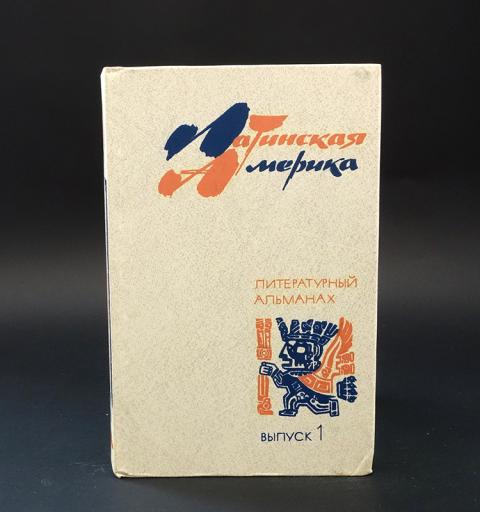 Латинская
Америка
ЛИТЕРАТУРНЫЙ
АЛЬМАНАХ
ВЫПУСК 1